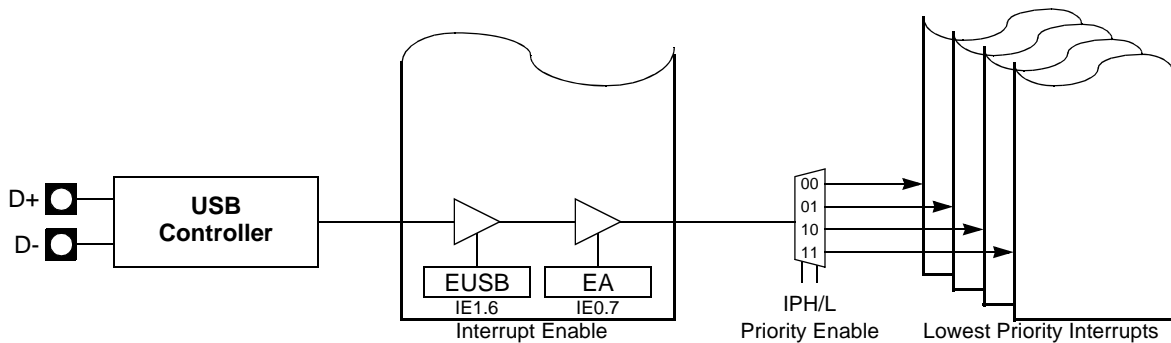 D+
D-
USB
Controller
EUSB
IE1.6
EA
IE0.7
Interrupt Enable
00
01
10
11
IPH/L
Priority Enable
Lowest Priority Interrupts